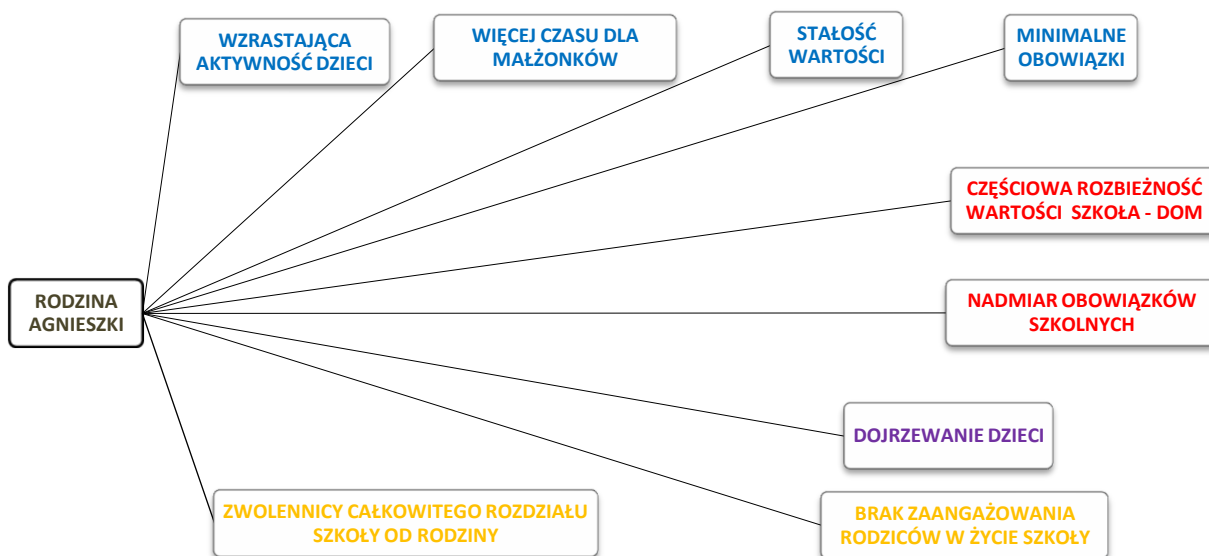 WZRASTAJĄCA
AKTYWNOŚĆ DZIECI
WIĘCEJ CZASU DLA
MAŁŻONKÓW
STAŁOŚĆ
WARTOŚCI
MINIMALNE
OBOWIĄZKI
CZĘŚCIOWA ROZBIEŻNOŚĆ
WARTOŚCI SZKOŁA - DOM
RODZINA
AGNIESZKI
NADMIAR OBOWIĄZKÓW
SZKOLNYCH
DOJRZEWANIE DZIECI
ZWOLENNICY CAŁKOWITEGO ROZDZIAŁU
SZKOŁY OD RODZINY
BRAK ZAANGAŻOWANIA
RODZICÓW W ŻYCIE SZKOŁY